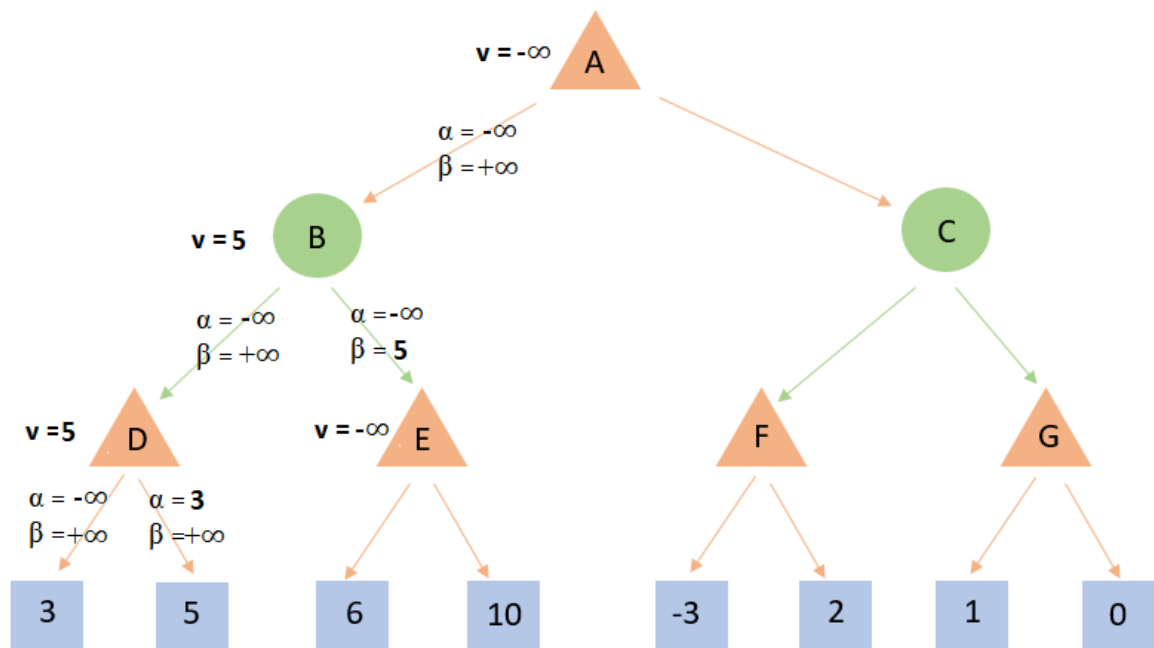 A
v = -∞
α = -∞
β = +∞
B
v = 5
C
α = -∞
β = +∞
α = -∞
β = 5
D
v =5
E
v = -∞
F
G
α = -∞
β = +∞
α = 3
β = +∞
3
5
6
10
-3
2
1
0